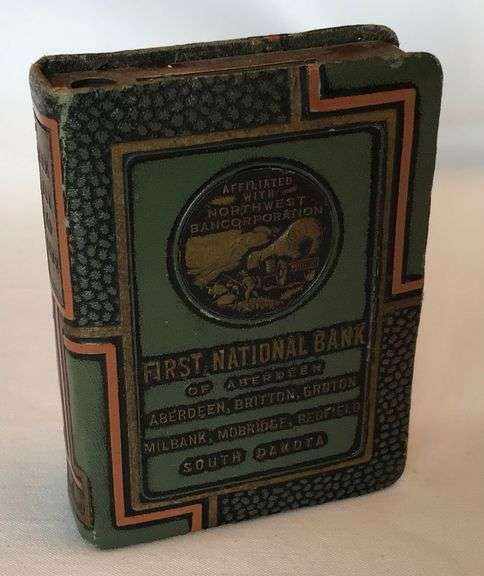 AFFILIATED
WITH
NORTHWEST
BANCORPORATION
FIRST NATIONAL BANK
OF ABERDEEN
ABERDEEN, BRITTON, GROTON
MILBANK, MOBRIDGE, REDFIELD
SOUTH DAKOTA